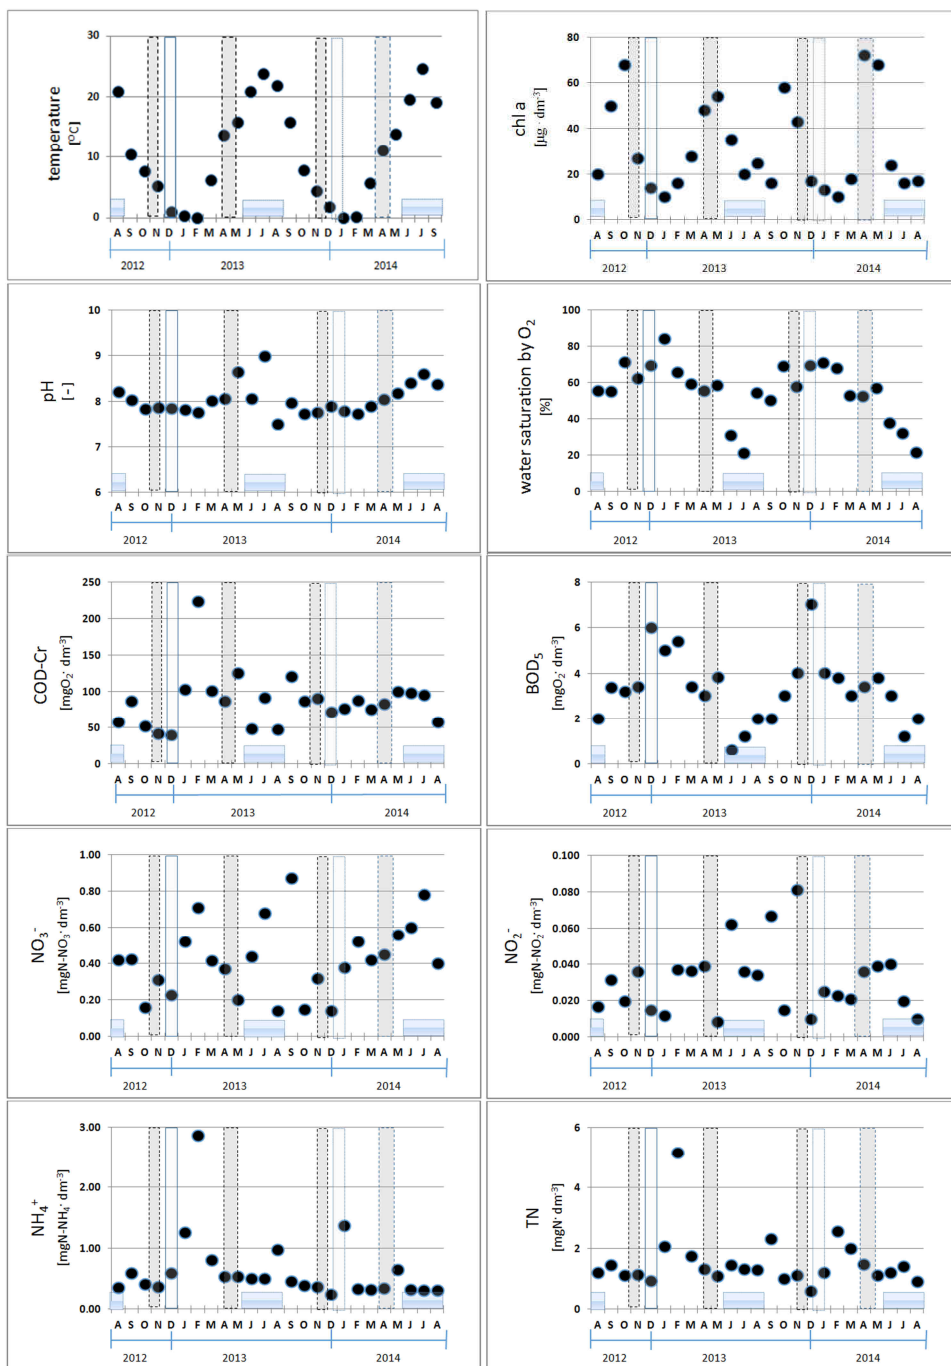 temperature
[°C]
30
20
10
0
A S O N D J F M A M J J A S O N D J F M A M J J S
2012 2013 2014
chl a
[µg · dm⁻³]
80
60
40
20
0
A S O N D J F M A M J J A S O N D J F M A M J J A
2012 2013 2014
pH
[-]
10
9
8
7
6
A S O N D J F M A M J J A S O N D J F M A M J J A
2012 2013 2014
water saturation by O₂
[%]
100
80
60
40
20
0
A S O N D J F M A M J J A S O N D J F M A M J J A
2012 2013 2014
COD-Cr
[mgO₂· dm⁻³]
250
200
150
100
50
0
A S O N D J F M A M J J A S O N D J F M A M J J A
2012 2013 2014
BOD₅
[mgO₂· dm⁻³]
8
6
4
2
0
A S O N D J F M A M J J A S O N D J F M A M J J A
2012 2013 2014
NO₃⁻
[mgN-NO₃⁻· dm⁻³]
1.00
0.80
0.60
0.40
0.20
0.00
A S O N D J F M A M J J A S O N D J F M A M J J A
2012 2013 2014
NO₂⁻
[mgN-NO₂⁻· dm⁻³]
0.100
0.080
0.060
0.040
0.020
0.000
A S O N D J F M A M J J A S O N D J F M A M J J A
2012 2013 2014
NH₄⁺
[mgN-NH₄⁺· dm⁻³]
3.00
2.00
1.00
0.00
A S O N D J F M A M J J A S O N D J F M A M J J A
2012 2013 2014
TN
[mgN· dm⁻³]
6
4
2
0
A S O N D J F M A M J J A S O N D J F M A M J J A
2012 2013 2014